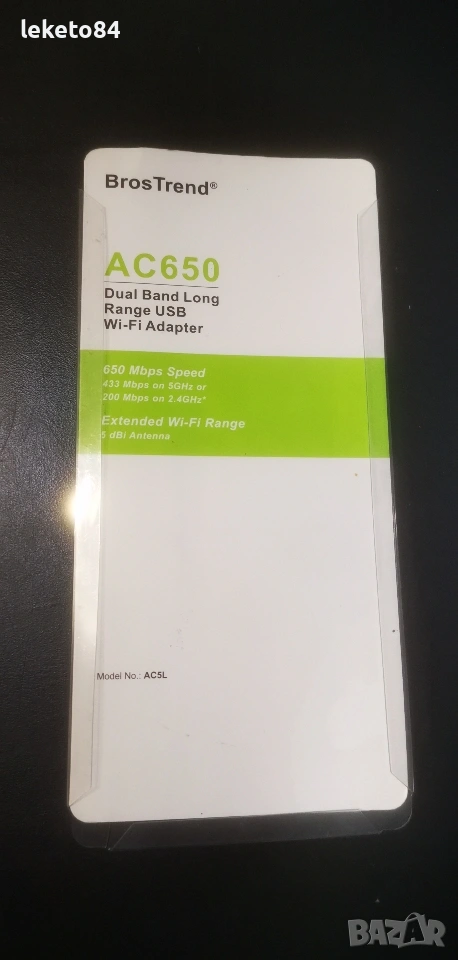 leketo84
BrosTrend®
AC650
Dual Band Long
Range USB
Wi-Fi Adapter
650 Mbps Speed
433 Mbps on 5GHz or
200 Mbps on 2.4GHz*
Extended Wi-Fi Range
5 dBi Antenna
Model No.: AC5L
BAZAR